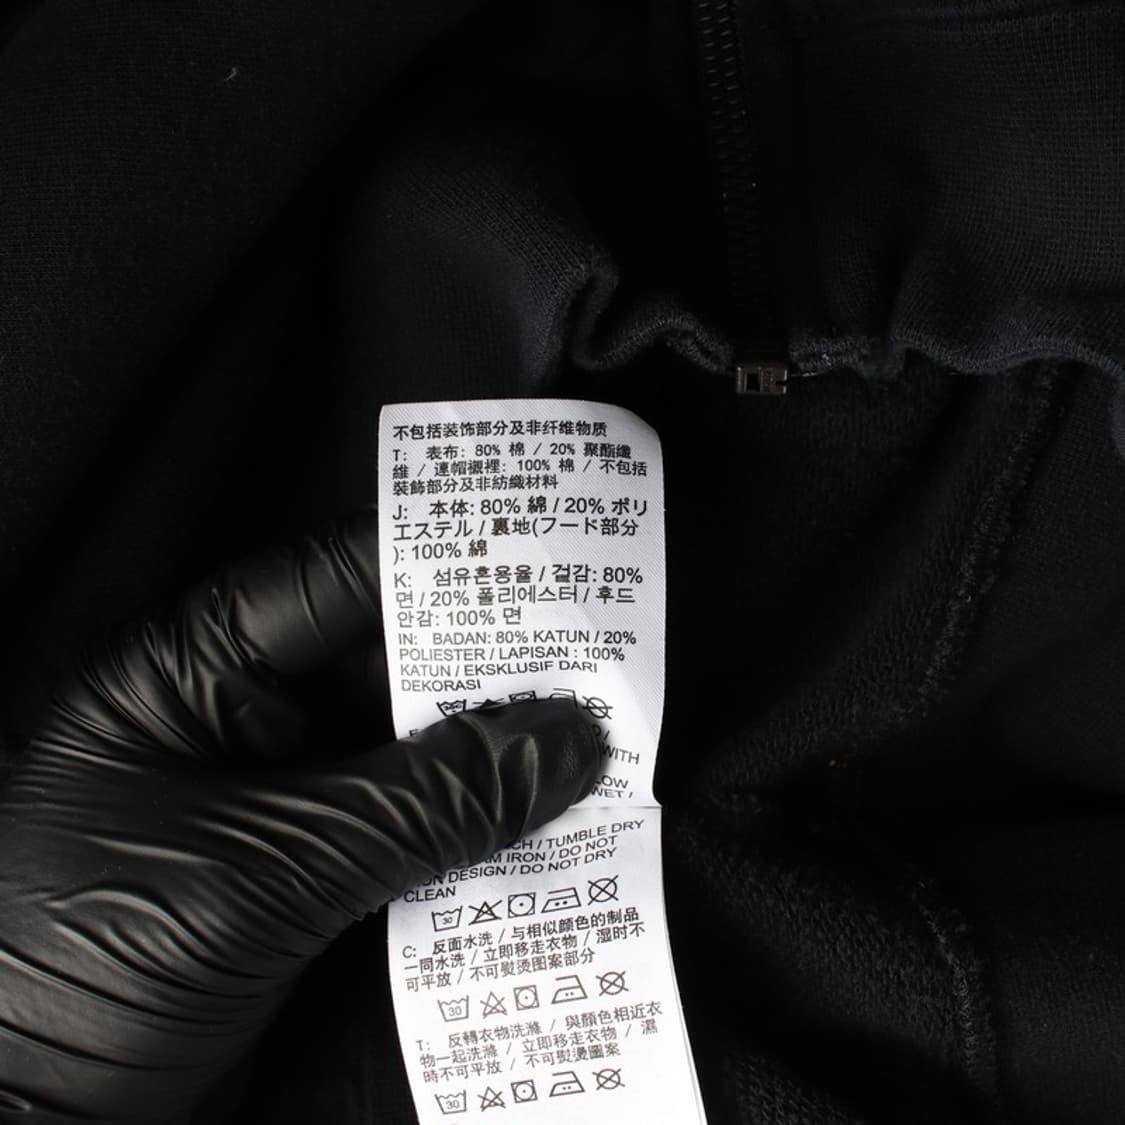 不包括装饰部分及非纤维物质
T: 表布: 80% 棉 / 20% 聚酯纖
維 / 連帽襯裡: 100% 棉 / 不包括
裝飾部分及非紡織材料
J: 本体: 80% 綿 / 20% ポリ
エステル / 裏地(フード部分
): 100% 綿
K: 섬유혼용율 / 겉감: 80%
면 / 20% 폴리에스터 / 후드
안감: 100% 면
IN: BADAN: 80% KATUN / 20%
POLIESTER / LAPISAN : 100%
KATUN / EKSKLUSIF DARI
DEKORASI
WITH
WET /
/ TUMBLE DRY
IRON / DO NOT
DESIGN / DO NOT DRY
CLEAN
30
C: 反面水洗 / 与相似颜色的制品
一同水洗 / 立即移走衣物 / 湿时不
可平放 / 不可熨烫图案部分
30
T: 反轉衣物洗滌 / 與顏色相近衣
物一起洗滌 / 立即移走衣物 / 濕
時不可平放 / 不可熨燙圖案
30